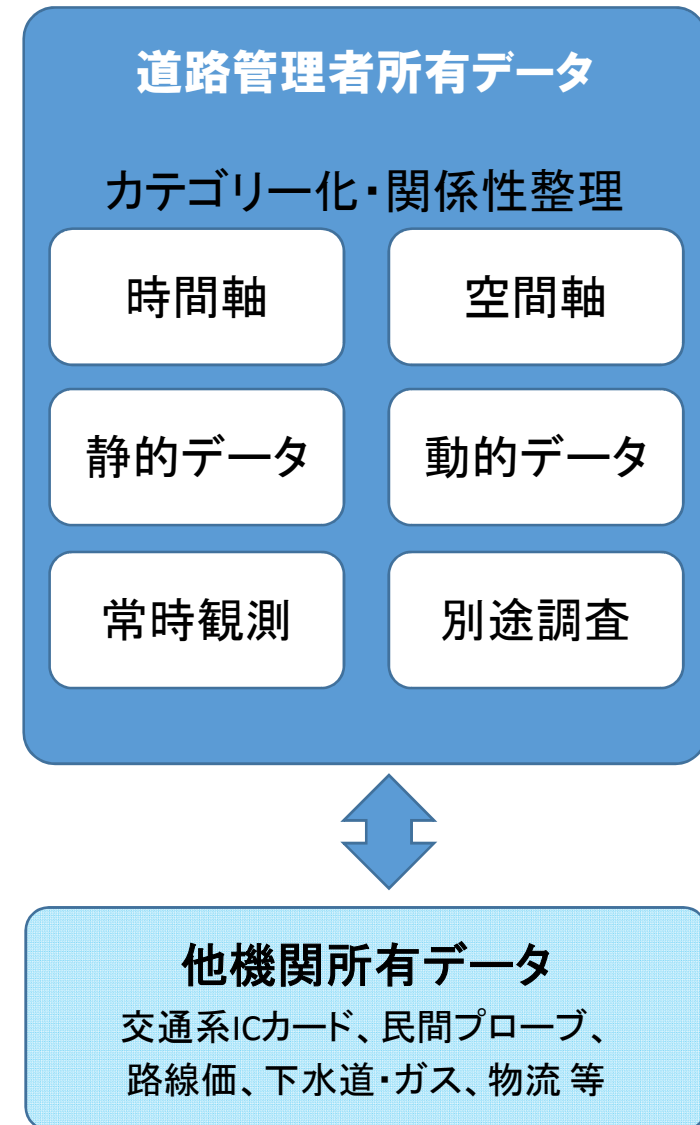 道路管理者所有データ
カテゴリー化・関係性整理
時間軸
空間軸
静的データ
動的データ
常時観測
別途調査
他機関所有データ
交通系ICカード、民間プローブ、
路線価、下水道・ガス、物流 等